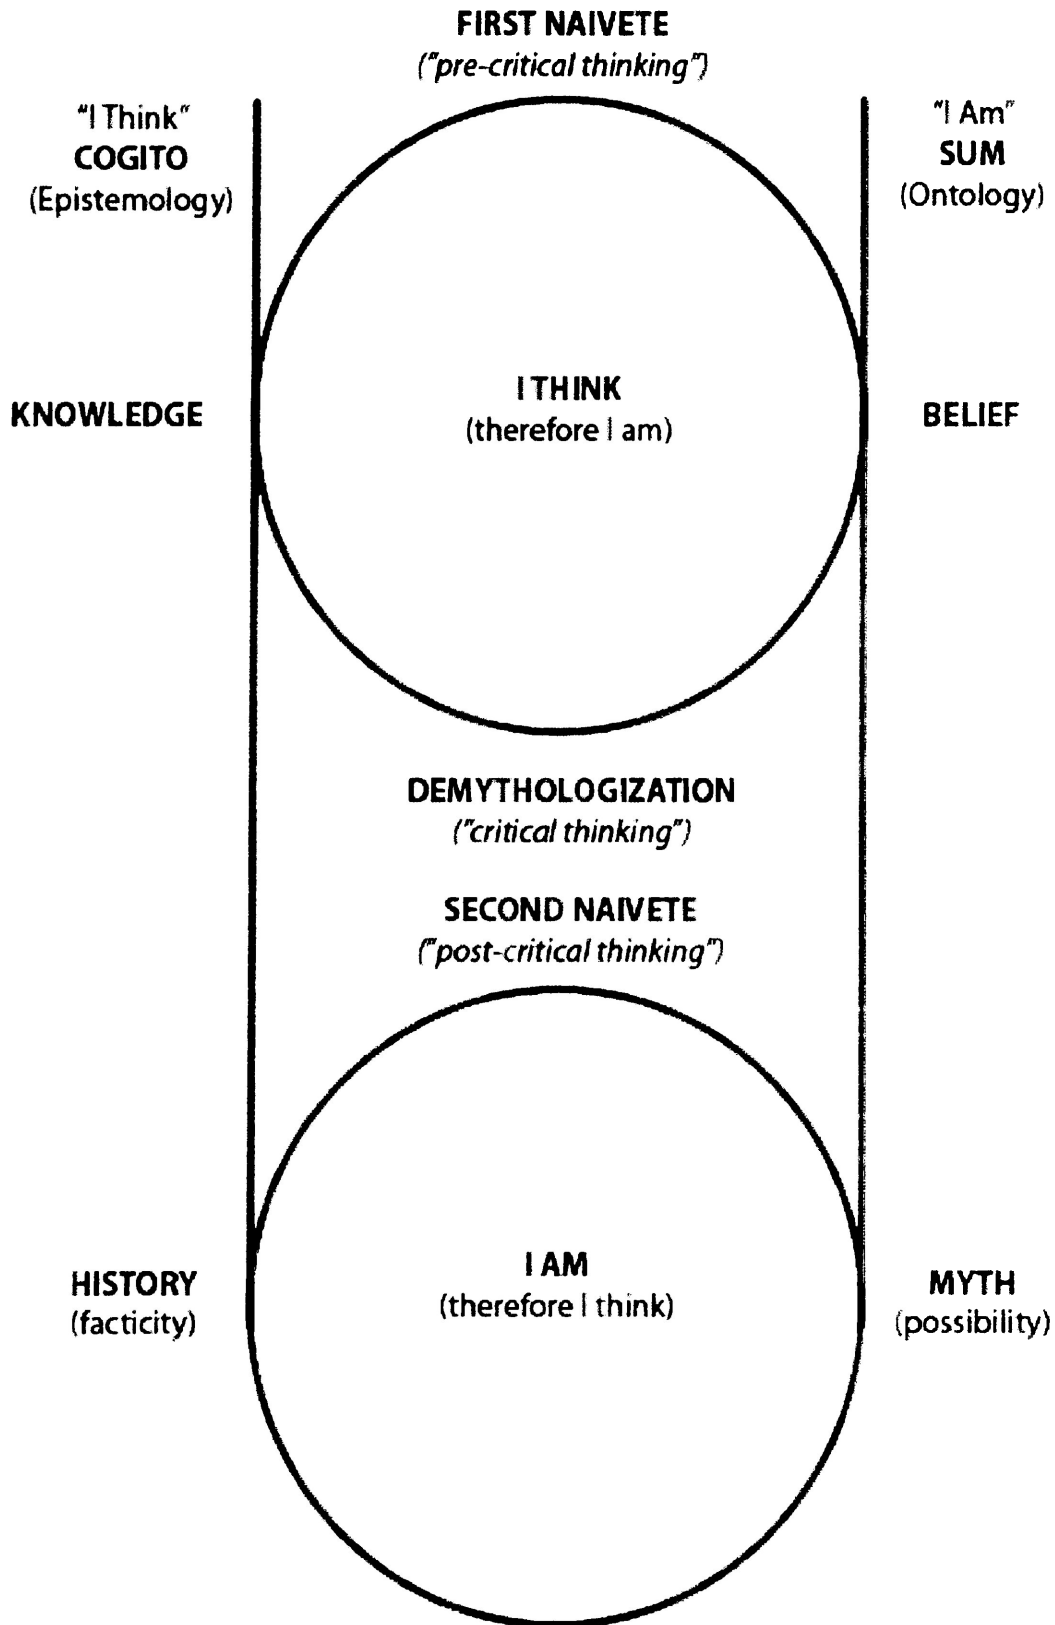 FIRST NAIVETE
("pre-critical thinking")
"I Think"
COGITO
(Epistemology)
"I Am"
SUM
(Ontology)
KNOWLEDGE
I THINK
(therefore I am)
BELIEF
DEMYTHOLOGIZATION
("critical thinking")
SECOND NAIVETE
("post-critical thinking")
HISTORY
(facticity)
I AM
(therefore I think)
MYTH
(possibility)